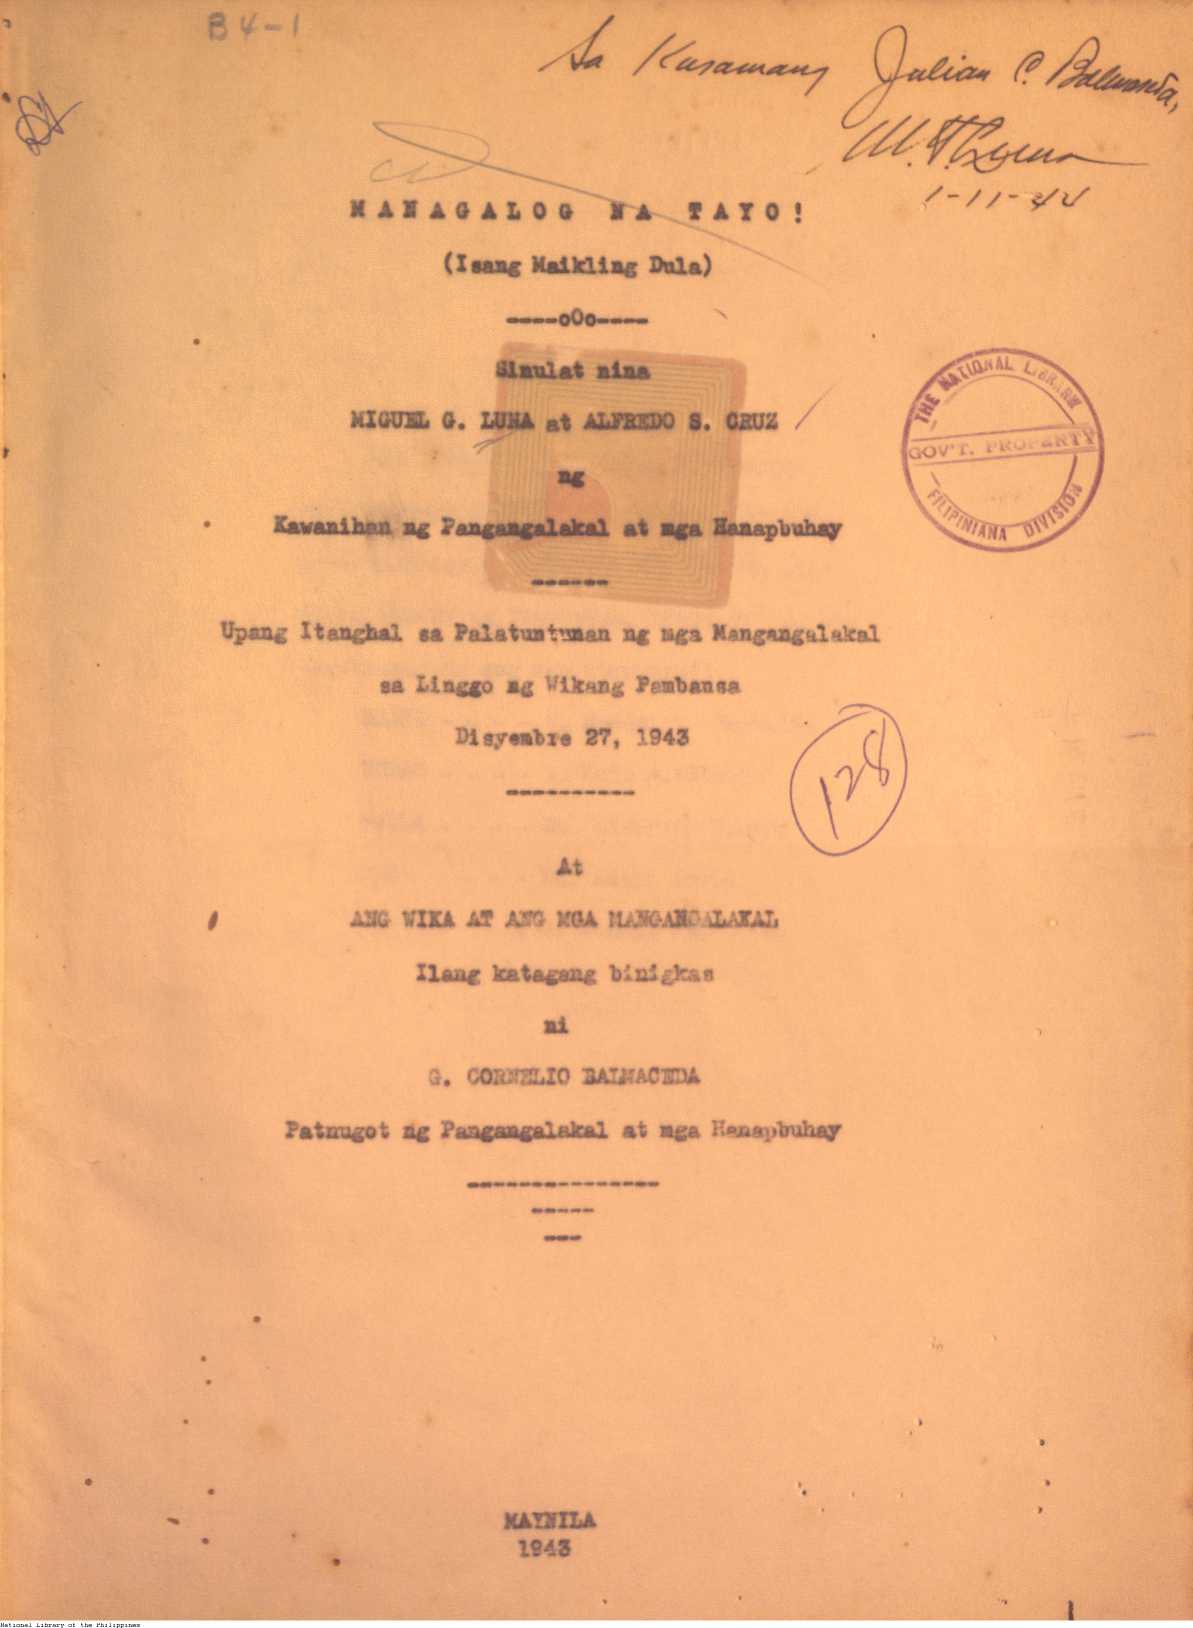 B 4-1
Sa Kasamang Julian C. Balmaseda,
M. G. Luna
1-11-44
MANAGALOG NA TAYO!
(Isang Maikling Dula)
----oOo----
Sinulat nina
MIGUEL G. LUNA at ALFREDO S. CRUZ
ng
Kawanihan ng Pangangalakal at mga Hanapbuhay
------
THE NATIONAL LIBRARY
GOV'T. PROPERTY
FILIPINIANA DIVISION
Upang Itanghal sa Palatuntunan ng mga Mangangalakal
sa Linggo ng Wikang Pambansa
Disyembre 27, 1943
----------
128
At
ANG WIKA AT ANG MGA MANGANGALAKAL
Ilang katagang binigkas
ni
G. CORNELIO BALMACEDA
Patnugot ng Pangangalakal at mga Hanapbuhay
---------------
-----
---
MAYNILA
1943
National Library of the Philippines